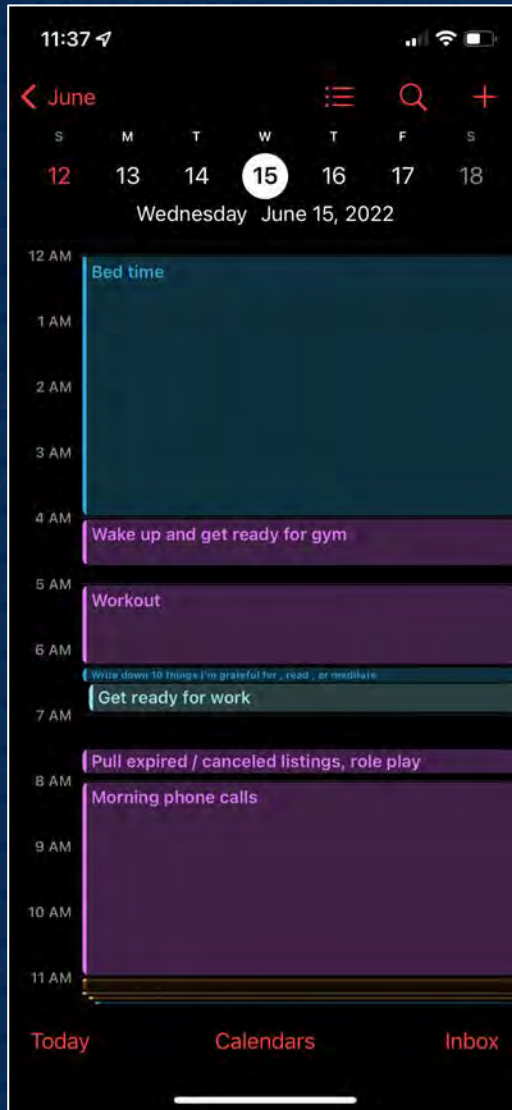 11:37
June
S M T W T F S
12 13 14 15 16 17 18
Wednesday June 15, 2022
12 AM
Bed time
1 AM
2 AM
3 AM
4 AM
Wake up and get ready for gym
5 AM
Workout
6 AM
Write down 10 things I'm grateful for , read , or meditate
Get ready for work
7 AM
Pull expired / canceled listings, role play
8 AM
Morning phone calls
9 AM
10 AM
11 AM
Today Calendars Inbox